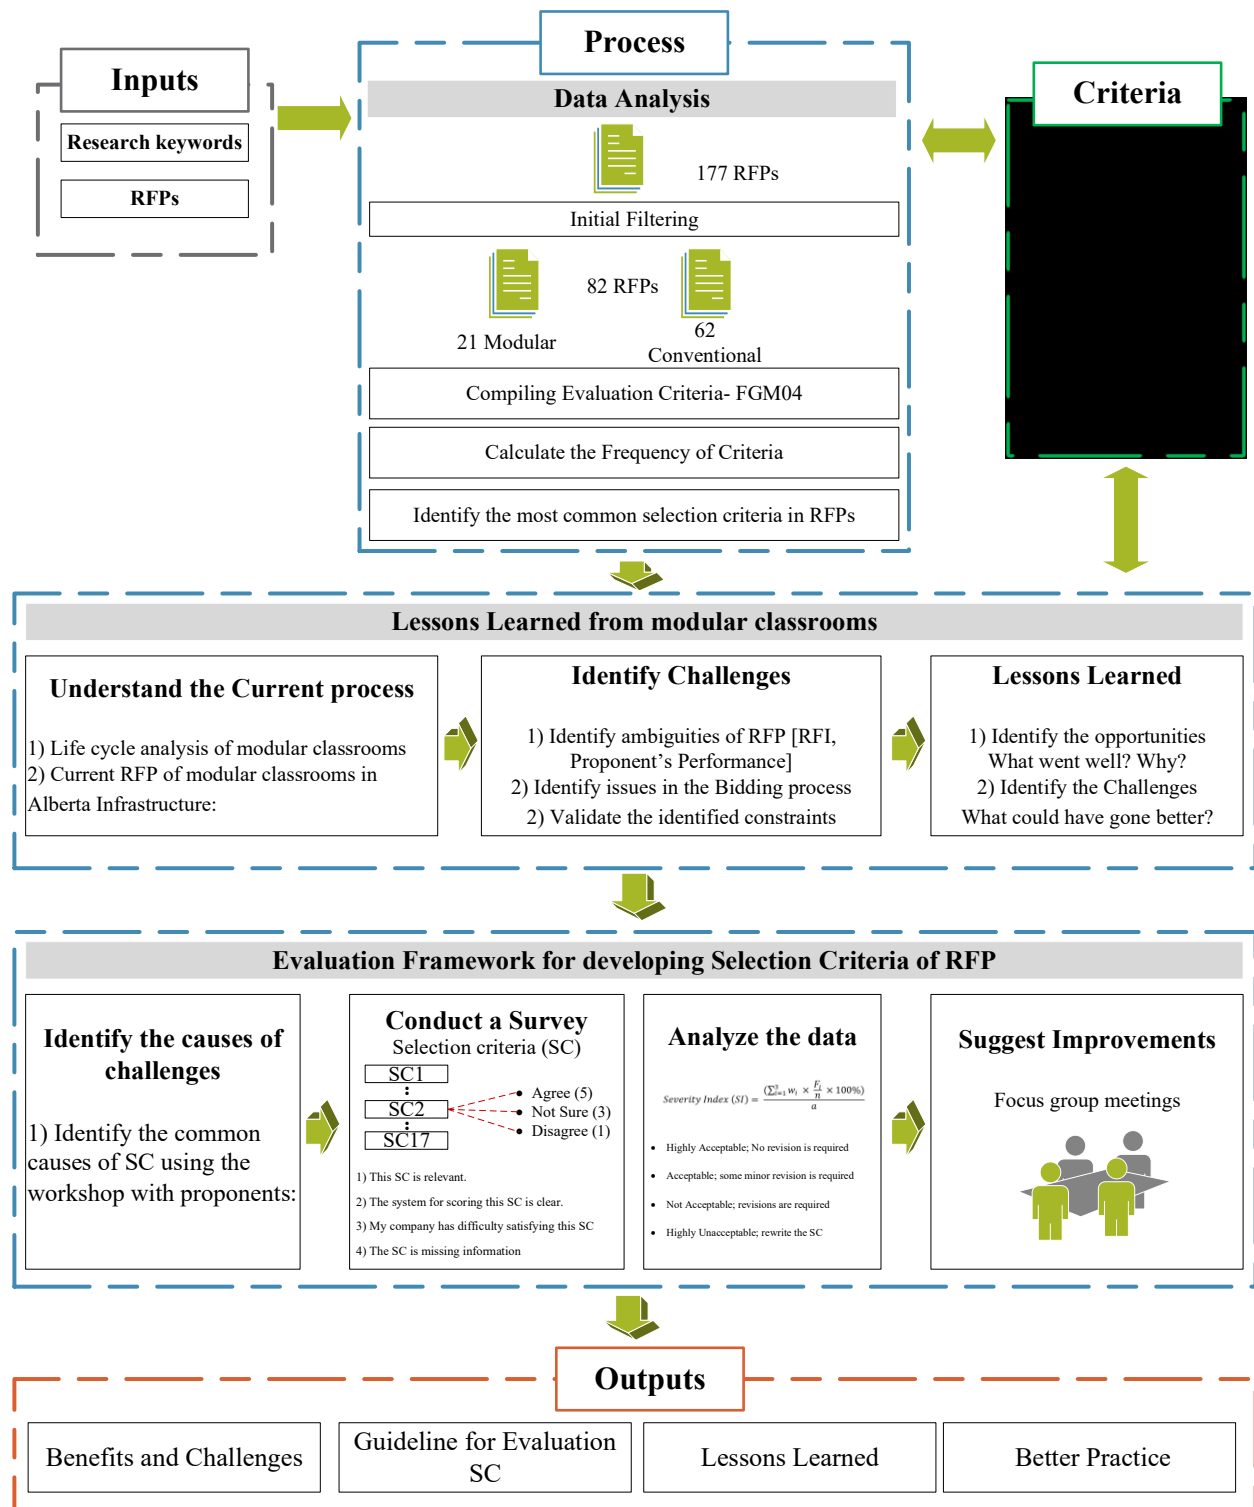 Inputs
Research keywords
RFPs
Process
Data Analysis
177 RFPs
Initial Filtering
82 RFPs
21 Modular
62
Conventional
Compiling Evaluation Criteria- FGM04
Calculate the Frequency of Criteria
Identify the most common selection criteria in RFPs
Criteria
Lessons Learned from modular classrooms
Understand the Current process
1) Life cycle analysis of modular classrooms
2) Current RFP of modular classrooms in
Alberta Infrastructure:
Identify Challenges
1) Identify ambiguities of RFP [RFI,
Proponent's Performance]
2) Identify issues in the Bidding process
2) Validate the identified constraints
Lessons Learned
1) Identify the opportunities
What went well? Why?
2) Identify the Challenges
What could have gone better?
Evaluation Framework for developing Selection Criteria of RFP
Identify the causes of
challenges
1) Identify the common
causes of SC using the
workshop with proponents:
Conduct a Survey
Selection criteria (SC)
SC1
SC2
SC17
Agree (5)
Not Sure (3)
Disagree (1)
1) This SC is relevant.
2) The system for scoring this SC is clear.
3) My company has difficulty satisfying this SC
4) The SC is missing information
Analyze the data
Severity Index (SI) = (∑³ᵢ₌₁ wᵢ × Fᵢ/n × 100%) / a
• Highly Acceptable; No revision is required
• Acceptable; some minor revision is required
• Not Acceptable; revisions are required
• Highly Unacceptable; rewrite the SC
Suggest Improvements
Focus group meetings
Outputs
Benefits and Challenges
Guideline for Evaluation
SC
Lessons Learned
Better Practice